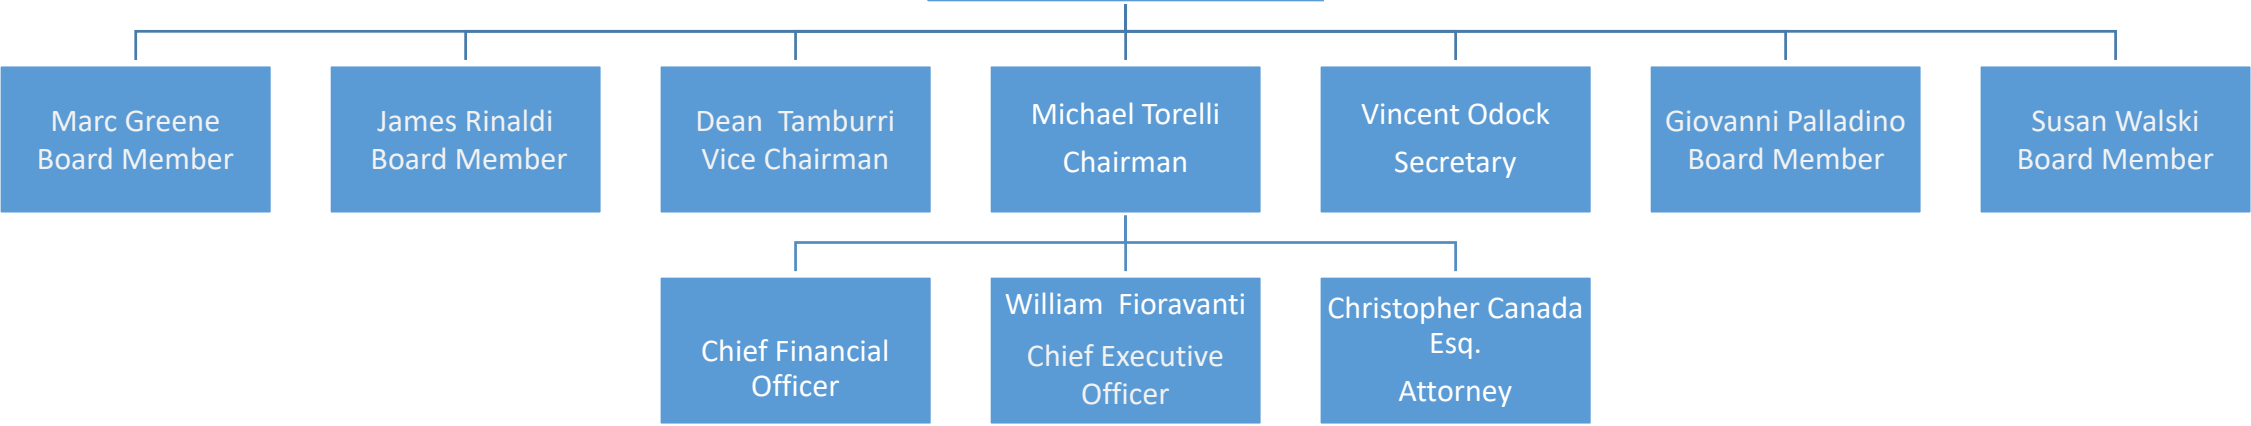 Marc Greene
Board Member
James Rinaldi
Board Member
Dean  Tamburri
Vice Chairman
Michael Torelli
Chairman
Vincent Odock
Secretary
Giovanni Palladino
Board Member
Susan Walski
Board Member
Chief Financial
Officer
William  Fioravanti
Chief Executive
Officer
Christopher Canada
Esq.
Attorney